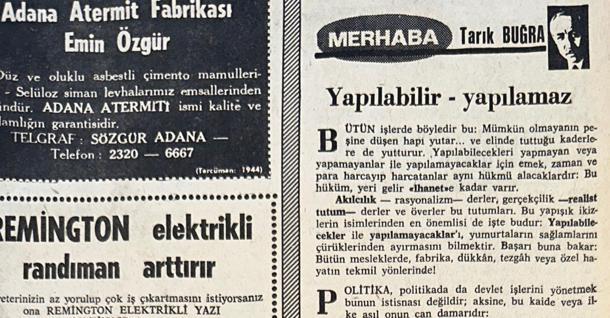 Adana Atermit Fabrikası
Emin Özgür
Düz ve oluklu asbestli çimento mamulleri-
- Selüloz siman levhalarımız emsallerinden
ündür. ADANA ATERMİTİ ismi kalite ve
lamlığın garantisidir.
TELGRAF : SÖZGÜR ADANA —
Telefon : 2320 — 6667
(Tercüman: 1944)
REMİNGTON elektrikli
randıman arttırır
reterinizin az yorulup çok iş çıkartmasını istiyorsanız
ona REMİNGTON ELEKTRİKLİ YAZI
MERHABA Tarık BUĞRA
Yapılabilir - yapılamaz
BÜTÜN işlerde böyledir bu: Mümkün olmayanın pe-
şine düşen hapı yutar... ve elinde tuttuğu kaderle-
re de yutturur. Yapılabilecekleri yapmayan veya
yapamayanlar ile yapılamayacaklar için emek, zaman ve
para harcayıp harcatanlar aynı hükmü alacaklardır: Bu
hüküm, yeri gelir «ihanet»e kadar varır.
Akılcılık — rasyonalizm— derler, gerçekçilik —realist
tutum— derler ve överler bu tutumları. Bu yapışık ikiz-
lerin isimlerinden en önemlisi de işte budur: Yapılabile-
cekler ile yapılamayacaklar'ı, yumurtaların sağlamlarını
çürüklerinden ayırmasını bilmektir. Başarı buna bakar:
Bütün mesleklerde, fabrika, dükkân, tezgâh veya özel ha-
yatın tekmil yönlerinde!
POLİTİKA, politikada da devlet işlerini yönetmek
bunun istisnası değildir; aksine, bu kaide veya il-
ke asıl onun can damarıdır.